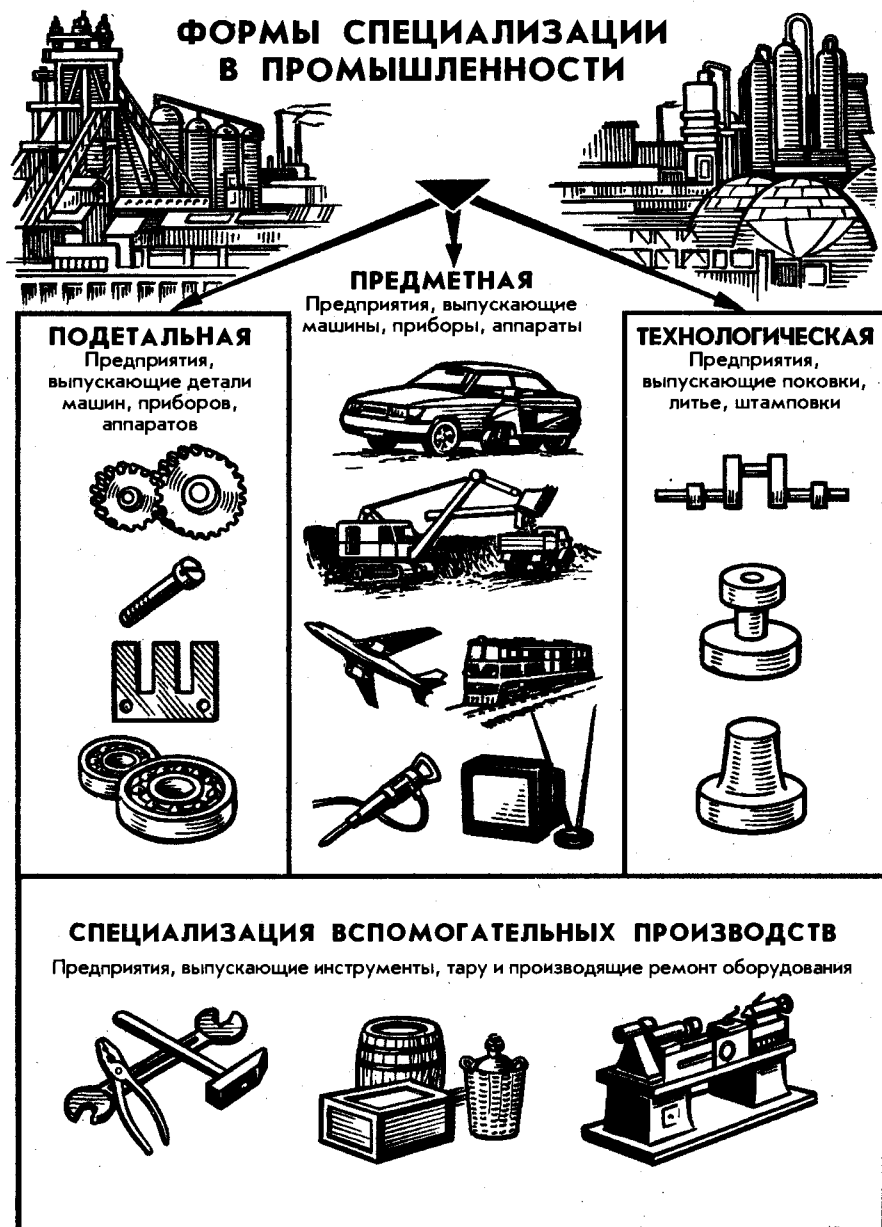 ФОРМЫ СПЕЦИАЛИЗАЦИИ
В ПРОМЫШЛЕННОСТИ
ПРЕДМЕТНАЯ
Предприятия, выпускающие
машины, приборы, аппараты
ПОДЕТАЛЬНАЯ
Предприятия,
выпускающие детали
машин, приборов,
аппаратов
ТЕХНОЛОГИЧЕСКАЯ
Предприятия,
выпускающие поковки,
литье, штамповки
СПЕЦИАЛИЗАЦИЯ ВСПОМОГАТЕЛЬНЫХ ПРОИЗВОДСТВ
Предприятия, выпускающие инструменты, тару и производящие ремонт оборудования